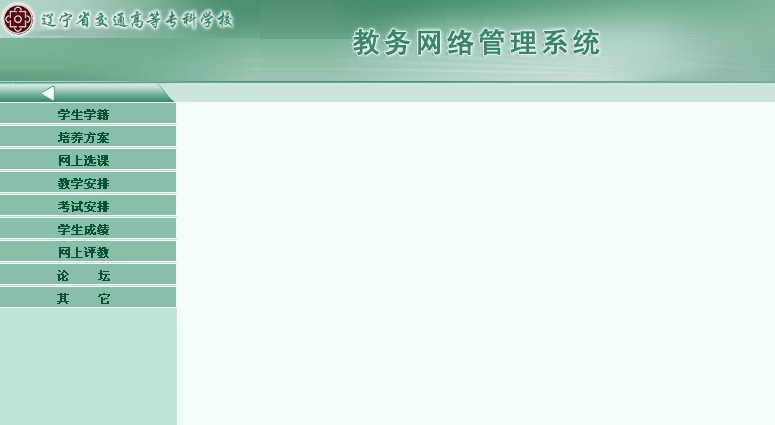 辽宁省交通高等专科学校
教务网络管理系统
学生学籍
培养方案
网上选课
教学安排
考试安排
学生成绩
网上评教
论 坛
其 它